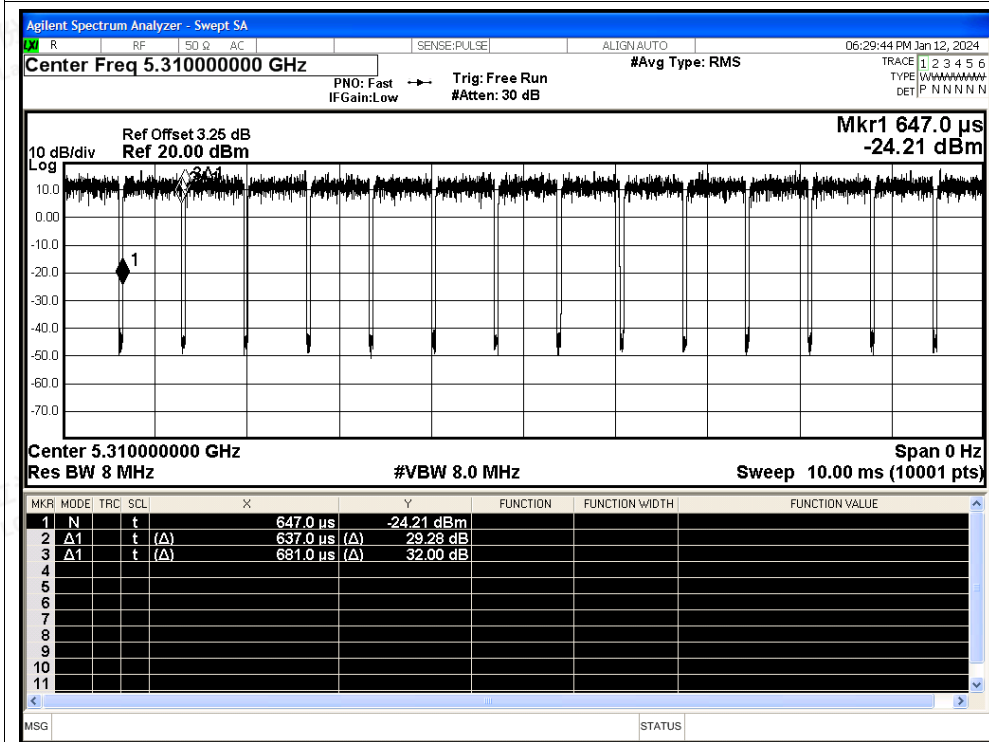 Agilent Spectrum Analyzer - Swept SA
LXI R RF 50 Ω AC SENSE:PULSE ALIGN AUTO 06:29:44 PM Jan 12, 2024
Center Freq 5.310000000 GHz #Avg Type: RMS TRACE 1 2 3 4 5 6
PNO: Fast Trig: Free Run TYPE
IFGain:Low #Atten: 30 dB DET P N N N N N
Mkr1 647.0 µs
Ref Offset 3.25 dB
10 dB/div Ref 20.00 dBm -24.21 dBm
Log
10.0
0.00
-10.0
1
-20.0
-30.0
-40.0
-50.0
-60.0
-70.0
Center 5.310000000 GHz Span 0 Hz
Res BW 8 MHz #VBW 8.0 MHz Sweep 10.00 ms (10001 pts)
MKR MODE TRC SCL X Y FUNCTION FUNCTION WIDTH FUNCTION VALUE
1 N t 647.0 µs -24.21 dBm
2 Δ1 t (Δ) 637.0 µs (Δ) 29.28 dB
3 Δ1 t (Δ) 681.0 µs (Δ) 32.00 dB
4
5
6
7
8
9
10
11
MSG STATUS